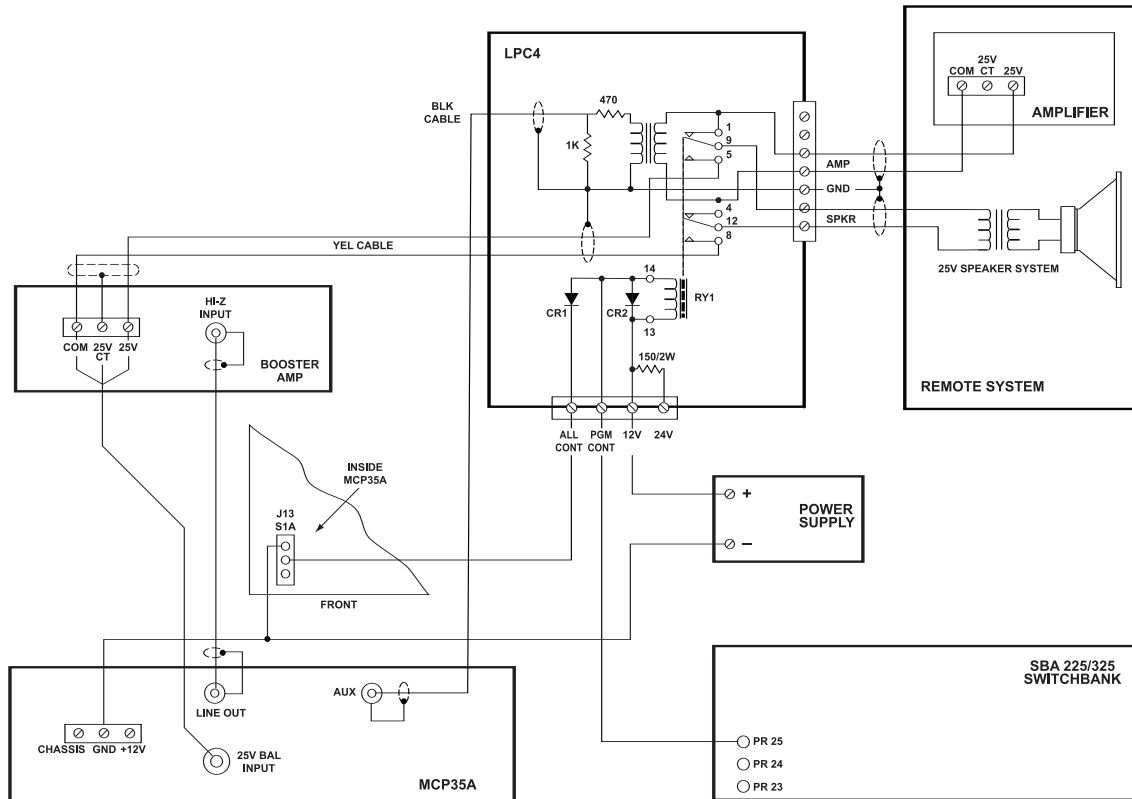 LPC4
BLK
CABLE
470
1K
1
9
5
4
12
8
AMP
GND
SPKR
YEL CABLE
14
13
CR1
CR2
RY1
150/2W
ALL
CONT
PGM
CONT
12V
24V
25V
COM CT 25V
AMPLIFIER
25V SPEAKER SYSTEM
REMOTE SYSTEM
HI-Z
INPUT
COM 25V 25V
CT
BOOSTER
AMP
INSIDE
MCP35A
J13
S1A
FRONT
+
POWER
SUPPLY
–
LINE OUT
AUX
CHASSIS GND +12V
25V BAL
INPUT
MCP35A
SBA 225/325
SWITCHBANK
PR 25
PR 24
PR 23